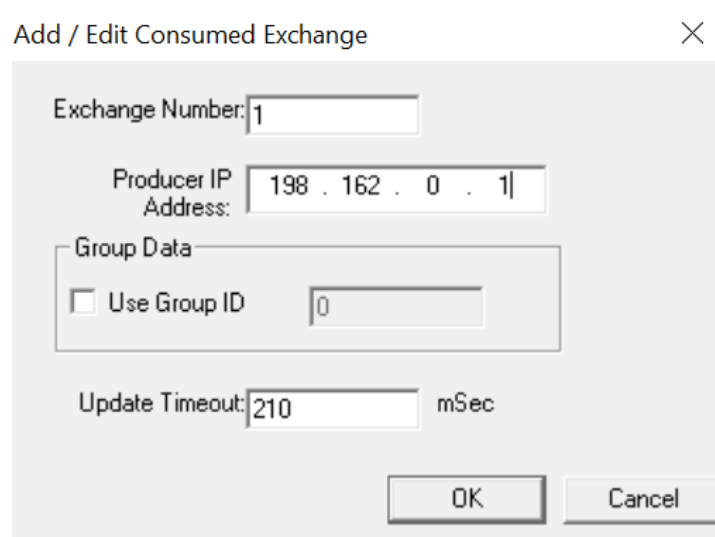 Add / Edit Consumed Exchange
Exchange Number: 1
Producer IP Address: 198 . 162 . 0 . 1
Group Data
Use Group ID 0
Update Timeout: 210 mSec
OK Cancel